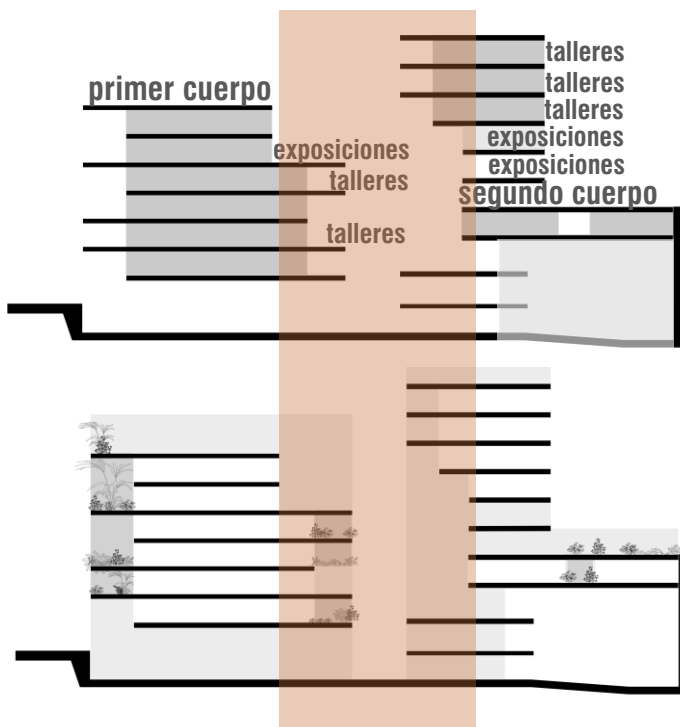 talleres
talleres
primer cuerpo
talleres
exposiciones
exposiciones
exposiciones
talleres
segundo cuerpo
talleres